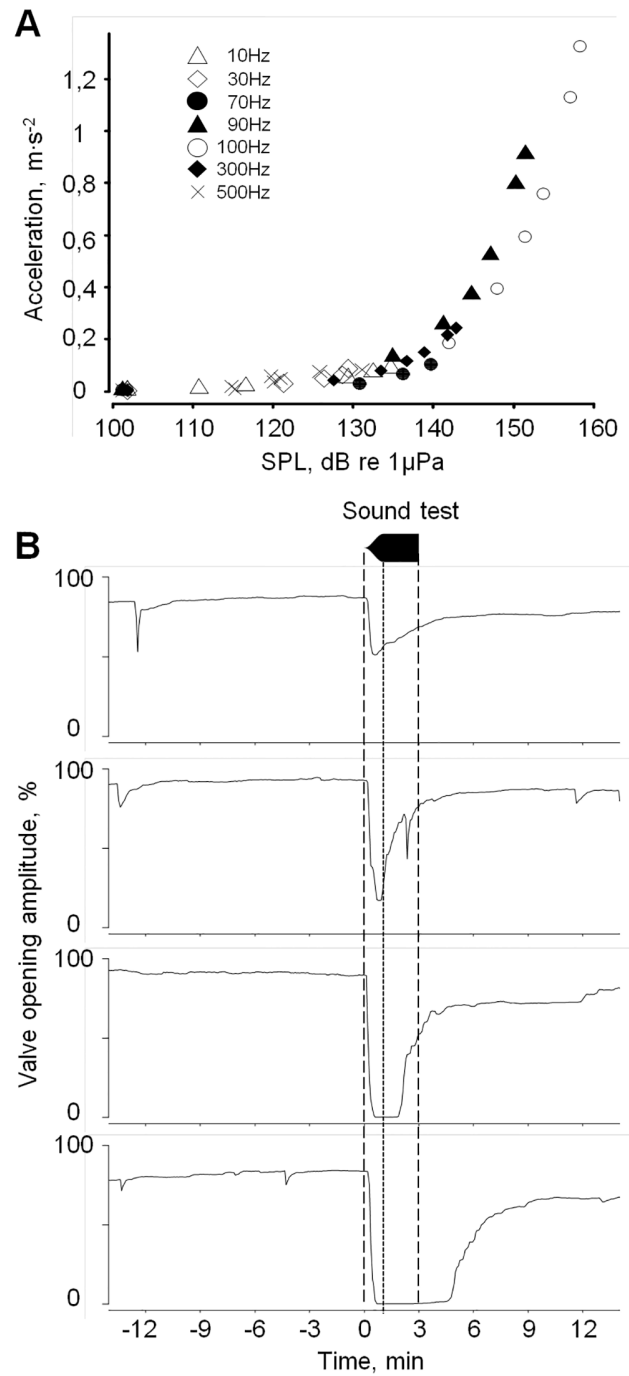 A
Acceleration, m·s-2
1,2
1
0,8
0,6
0,4
0,2
0
10Hz
30Hz
70Hz
90Hz
100Hz
300Hz
500Hz
100 110 120 130 140 150 160
SPL, dB re 1µPa
Sound test
B
Valve opening amplitude, %
100
0
100
0
100
0
100
0
-12 -9 -6 -3 0 3 6 9 12
Time, min